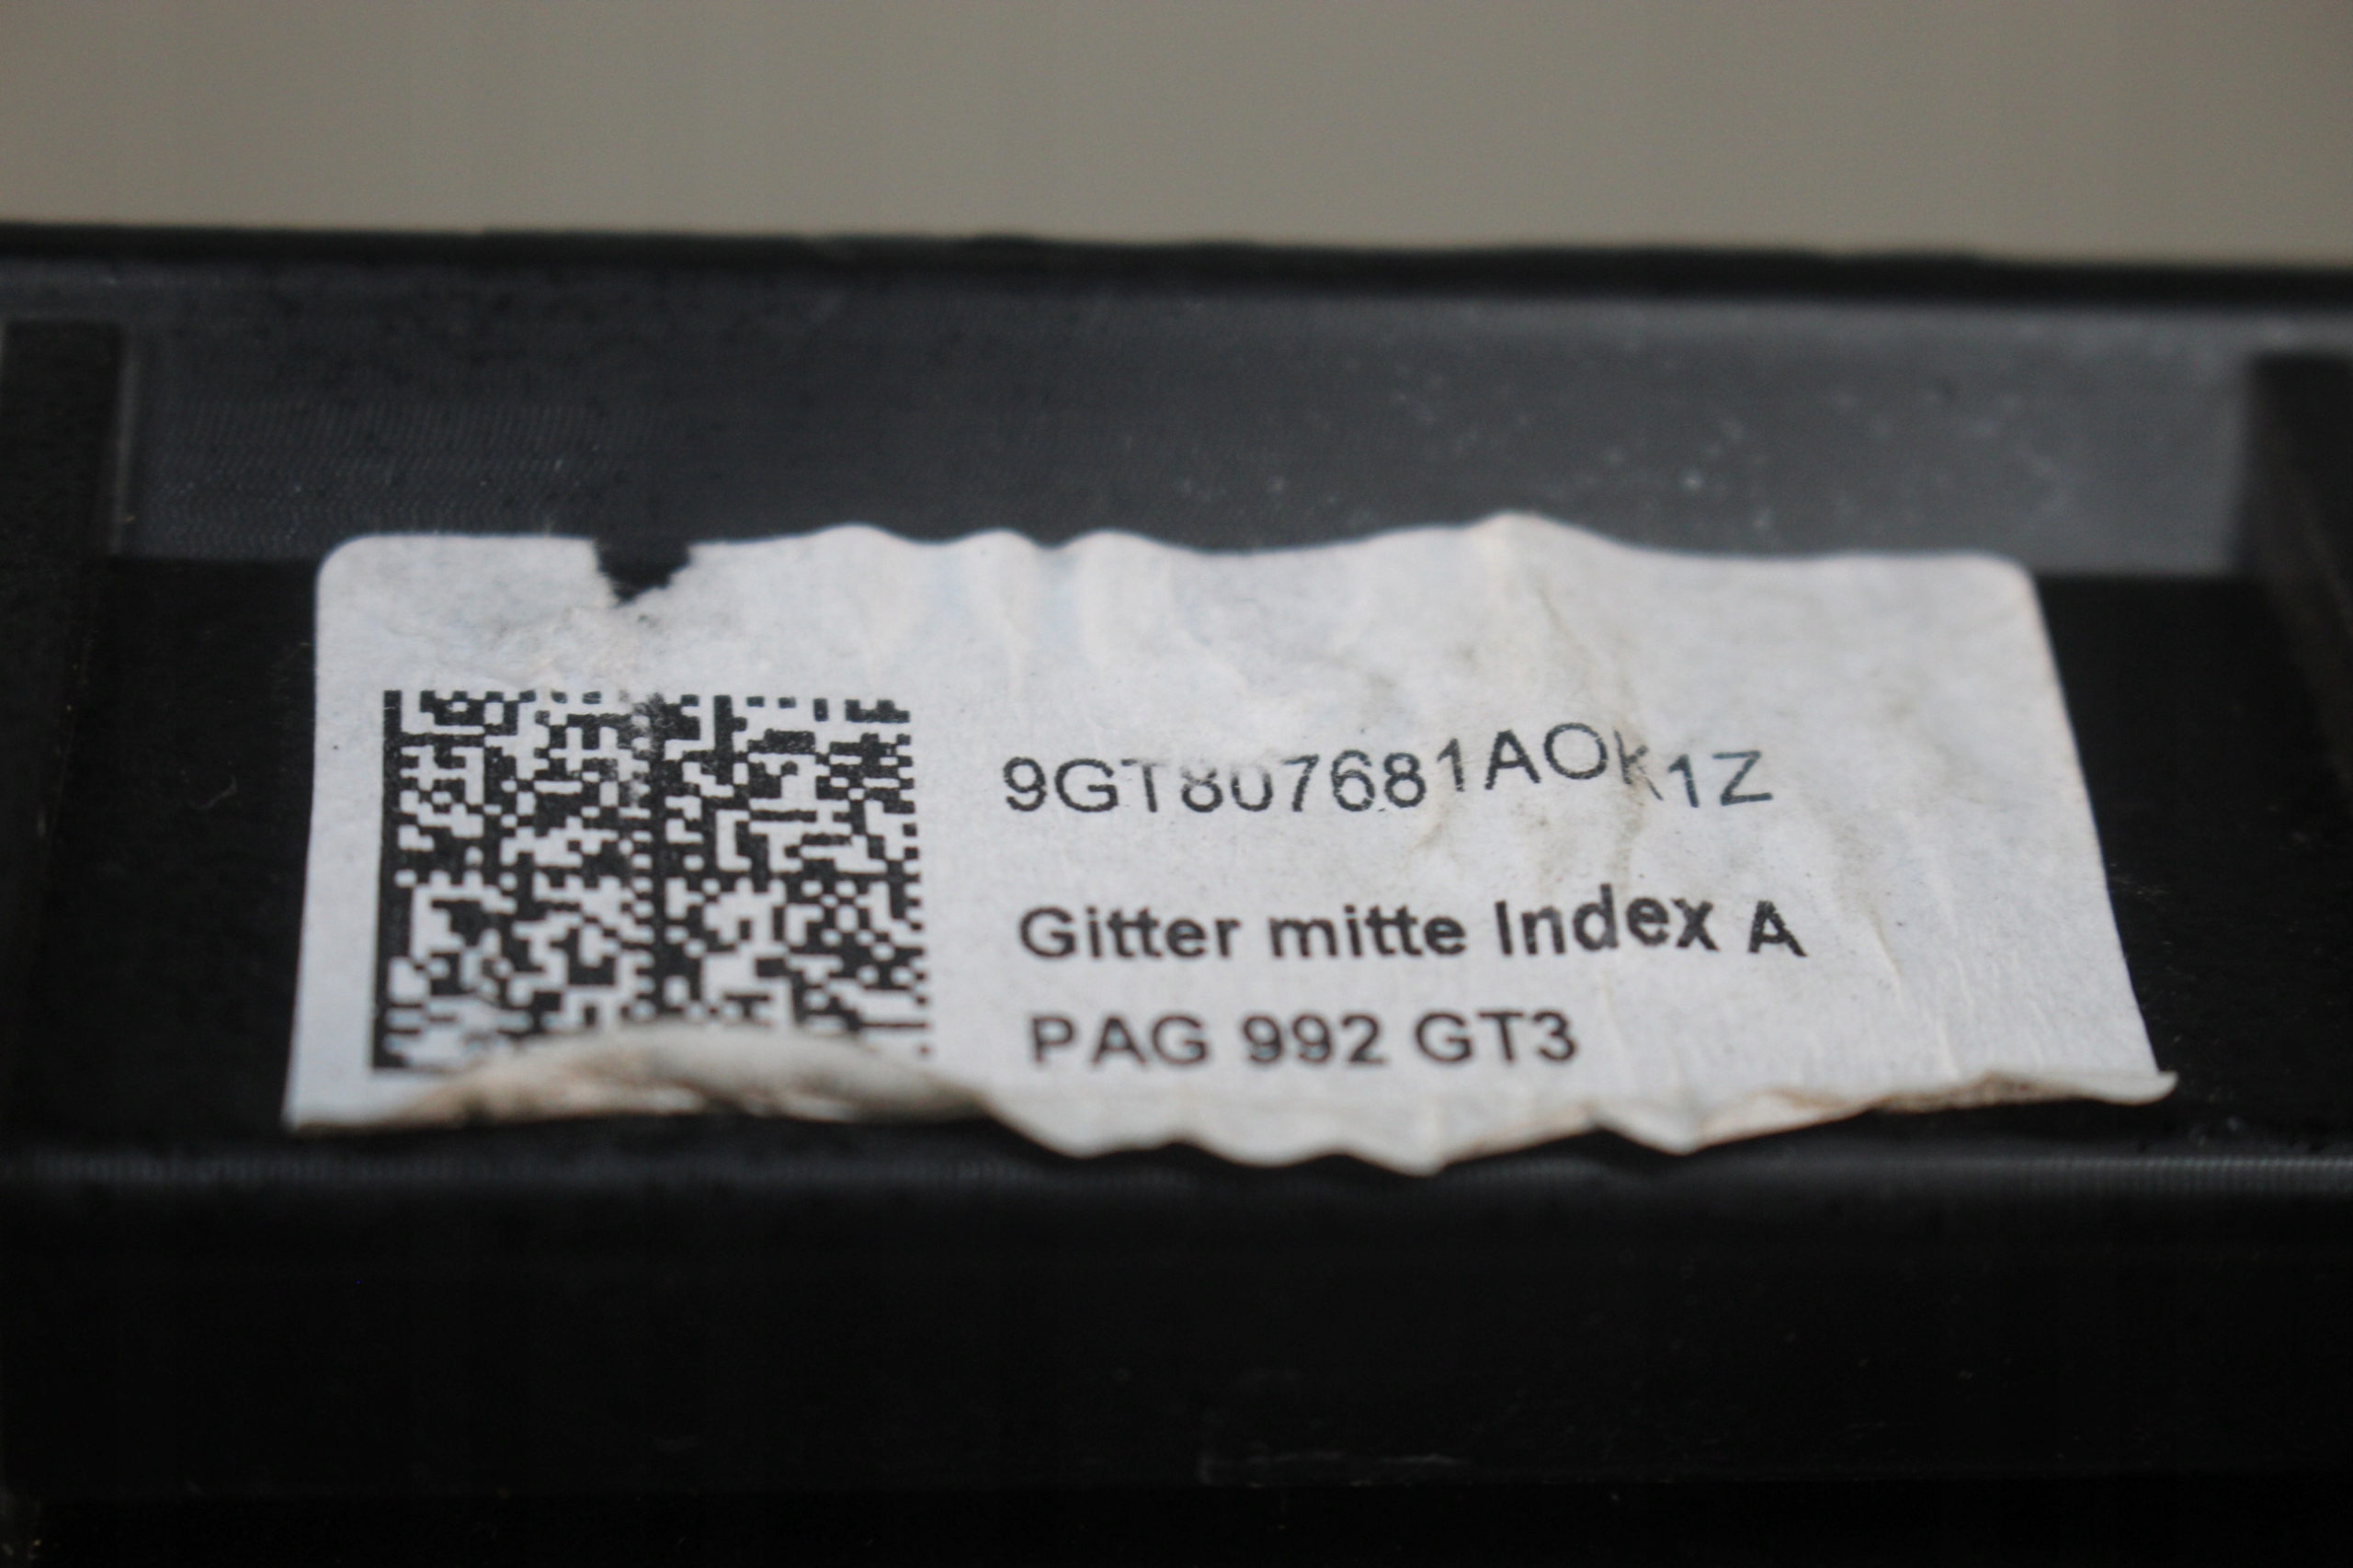 9GT807681AOK1Z
Gitter mitte Index A
PAG 992 GT3